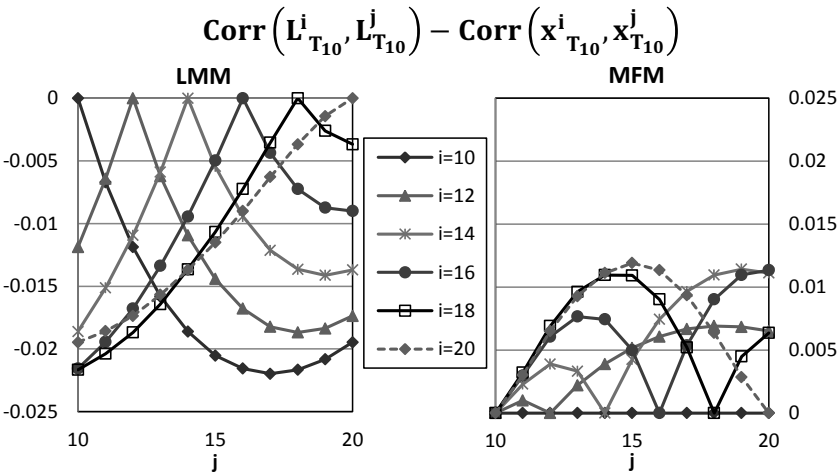 Corr(L^i_{T_10}, L^j_{T_10}) − Corr(x^i_{T_10}, x^j_{T_10})
LMM
MFM
0
-0.005
-0.01
-0.015
-0.02
-0.025
10
15
20
j
i=10
i=12
i=14
i=16
i=18
i=20
0.025
0.02
0.015
0.01
0.005
0
10
15
20
j